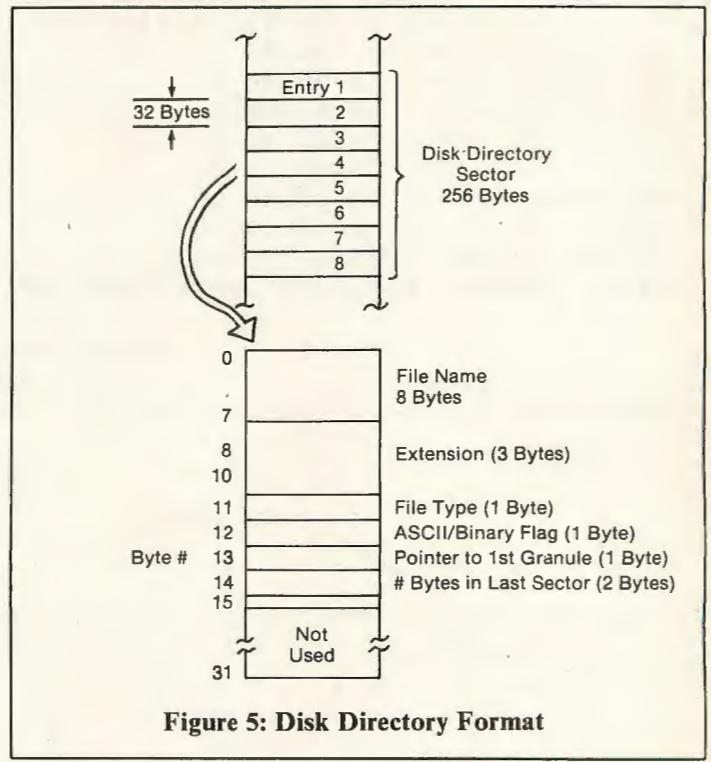 Entry 1
2
3
4
5
6
7
8
32 Bytes
Disk Directory
Sector
256 Bytes
0
7
8
10
11
12
13
14
15
31
Byte #
File Name
8 Bytes
Extension (3 Bytes)
File Type (1 Byte)
ASCII/Binary Flag (1 Byte)
Pointer to 1st Granule (1 Byte)
# Bytes in Last Sector (2 Bytes)
Not
Used
Figure 5: Disk Directory Format